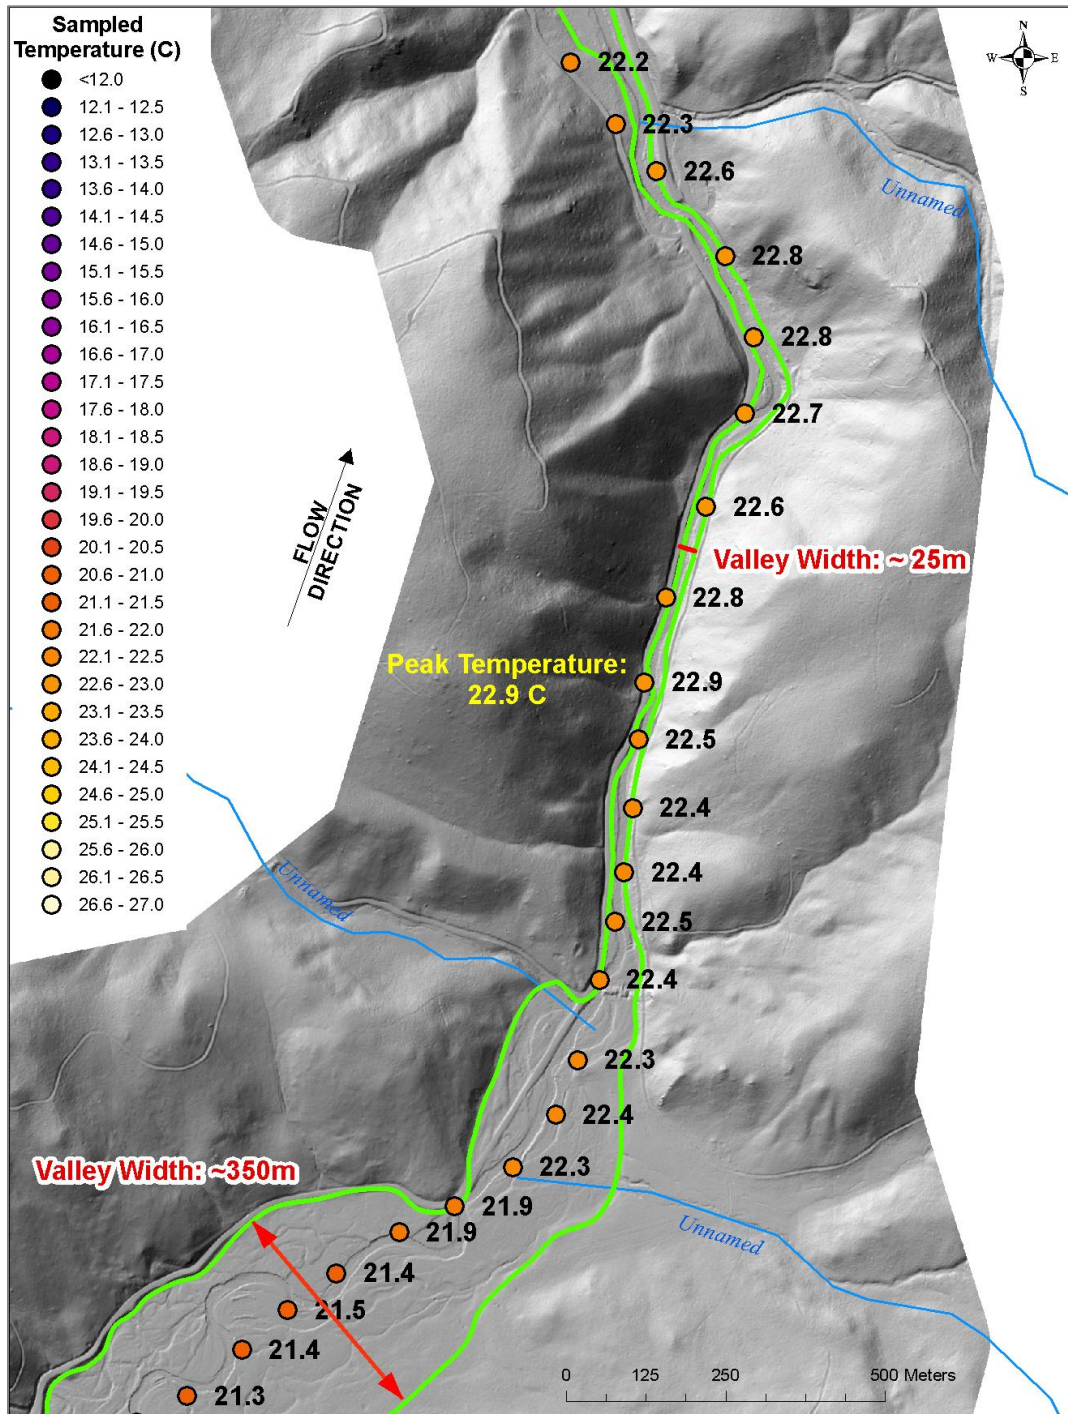 Sampled
Temperature (C)
<12.0
12.1 - 12.5
12.6 - 13.0
13.1 - 13.5
13.6 - 14.0
14.1 - 14.5
14.6 - 15.0
15.1 - 15.5
15.6 - 16.0
16.1 - 16.5
16.6 - 17.0
17.1 - 17.5
17.6 - 18.0
18.1 - 18.5
18.6 - 19.0
19.1 - 19.5
19.6 - 20.0
20.1 - 20.5
20.6 - 21.0
21.1 - 21.5
21.6 - 22.0
22.1 - 22.5
22.6 - 23.0
23.1 - 23.5
23.6 - 24.0
24.1 - 24.5
24.6 - 25.0
25.1 - 25.5
25.6 - 26.0
26.1 - 26.5
26.6 - 27.0
N
W E
S
22.2
22.3
22.6
Unnamed
22.8
22.8
22.7
FLOW
DIRECTION
22.6
Valley Width: ~ 25m
22.8
Peak Temperature:
22.9 C
22.9
22.5
22.4
22.4
Unnamed
22.5
22.4
22.3
22.4
22.3
Valley Width: ~350m
21.9
Unnamed
21.9
21.4
21.5
21.4
21.3
0 125 250 500 Meters